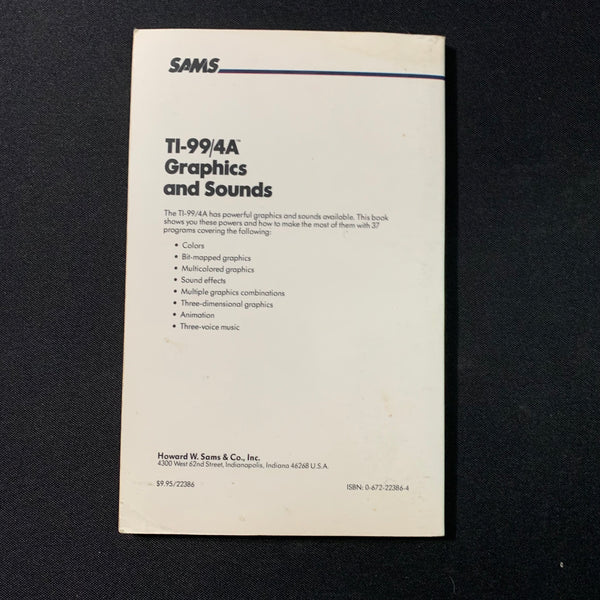 SAMS
TI-99/4A™
Graphics
and Sounds
The TI-99/4A has powerful graphics and sounds available. This book
shows you these powers and how to make the most of them with 37
programs covering the following:
• Colors
• Bit-mapped graphics
• Multicolored graphics
• Sound effects
• Multiple graphics combinations
• Three-dimensional graphics
• Animation
• Three-voice music
Howard W. Sams & Co., Inc.
4300 West 62nd Street, Indianapolis, Indiana 46268 U.S.A.
$9.95/22386 ISBN: 0-672-22386-4